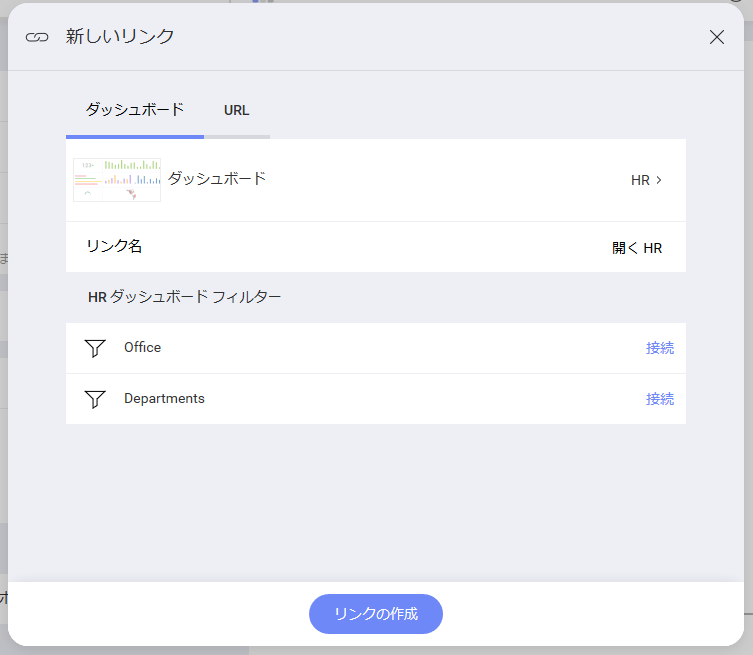 新しいリンク
ダッシュボード URL
ダッシュボード HR
リンク名 開く HR
HR ダッシュボード フィルター
Office 接続
Departments 接続
リンクの作成